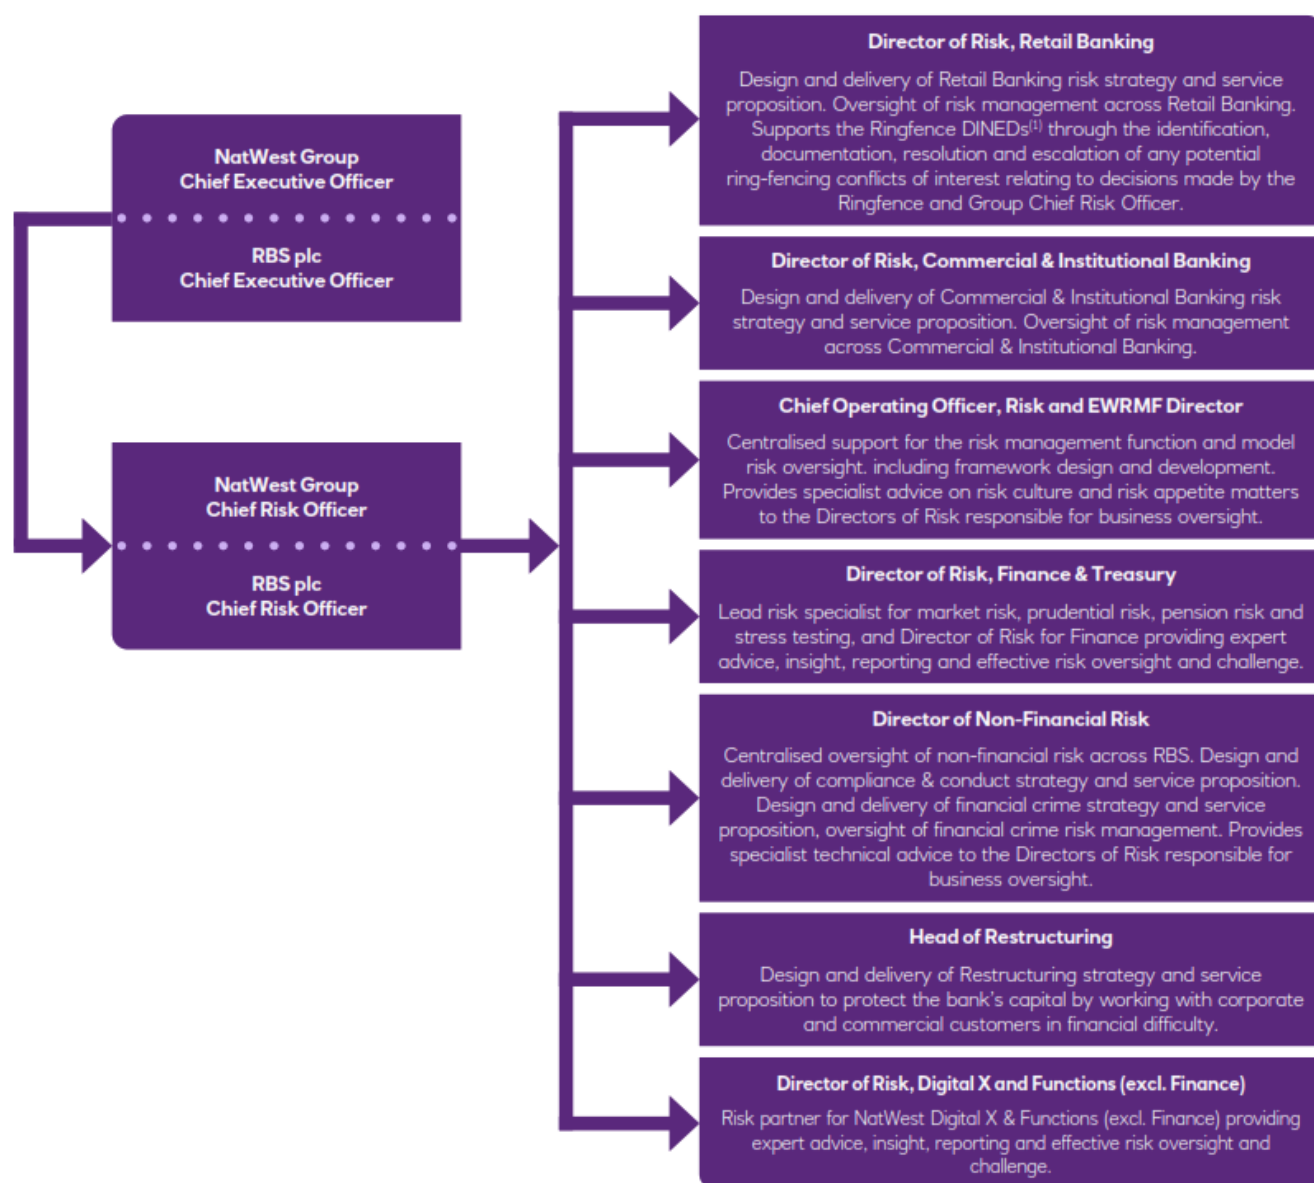 NatWest Group
Chief Executive Officer
RBS plc
Chief Executive Officer
NatWest Group
Chief Risk Officer
RBS plc
Chief Risk Officer
Director of Risk, Retail Banking
Design and delivery of Retail Banking risk strategy and service
proposition. Oversight of risk management across Retail Banking.
Supports the Ringfence DINEDs(1) through the identification,
documentation, resolution and escalation of any potential
ring-fencing conflicts of interest relating to decisions made by the
Ringfence and Group Chief Risk Officer.
Director of Risk, Commercial & Institutional Banking
Design and delivery of Commercial & Institutional Banking risk
strategy and service proposition. Oversight of risk management
across Commercial & Institutional Banking.
Chief Operating Officer, Risk and EWRMF Director
Centralised support for the risk management function and model
risk oversight. including framework design and development.
Provides specialist advice on risk culture and risk appetite matters
to the Directors of Risk responsible for business oversight.
Director of Risk, Finance & Treasury
Lead risk specialist for market risk, prudential risk, pension risk and
stress testing, and Director of Risk for Finance providing expert
advice, insight, reporting and effective risk oversight and challenge.
Director of Non-Financial Risk
Centralised oversight of non-financial risk across RBS. Design and
delivery of compliance & conduct strategy and service proposition.
Design and delivery of financial crime strategy and service
proposition, oversight of financial crime risk management. Provides
specialist technical advice to the Directors of Risk responsible for
business oversight.
Head of Restructuring
Design and delivery of Restructuring strategy and service
proposition to protect the bank's capital by working with corporate
and commercial customers in financial difficulty.
Director of Risk, Digital X and Functions (excl. Finance)
Risk partner for NatWest Digital X & Functions (excl. Finance) providing
expert advice, insight, reporting and effective risk oversight and
challenge.